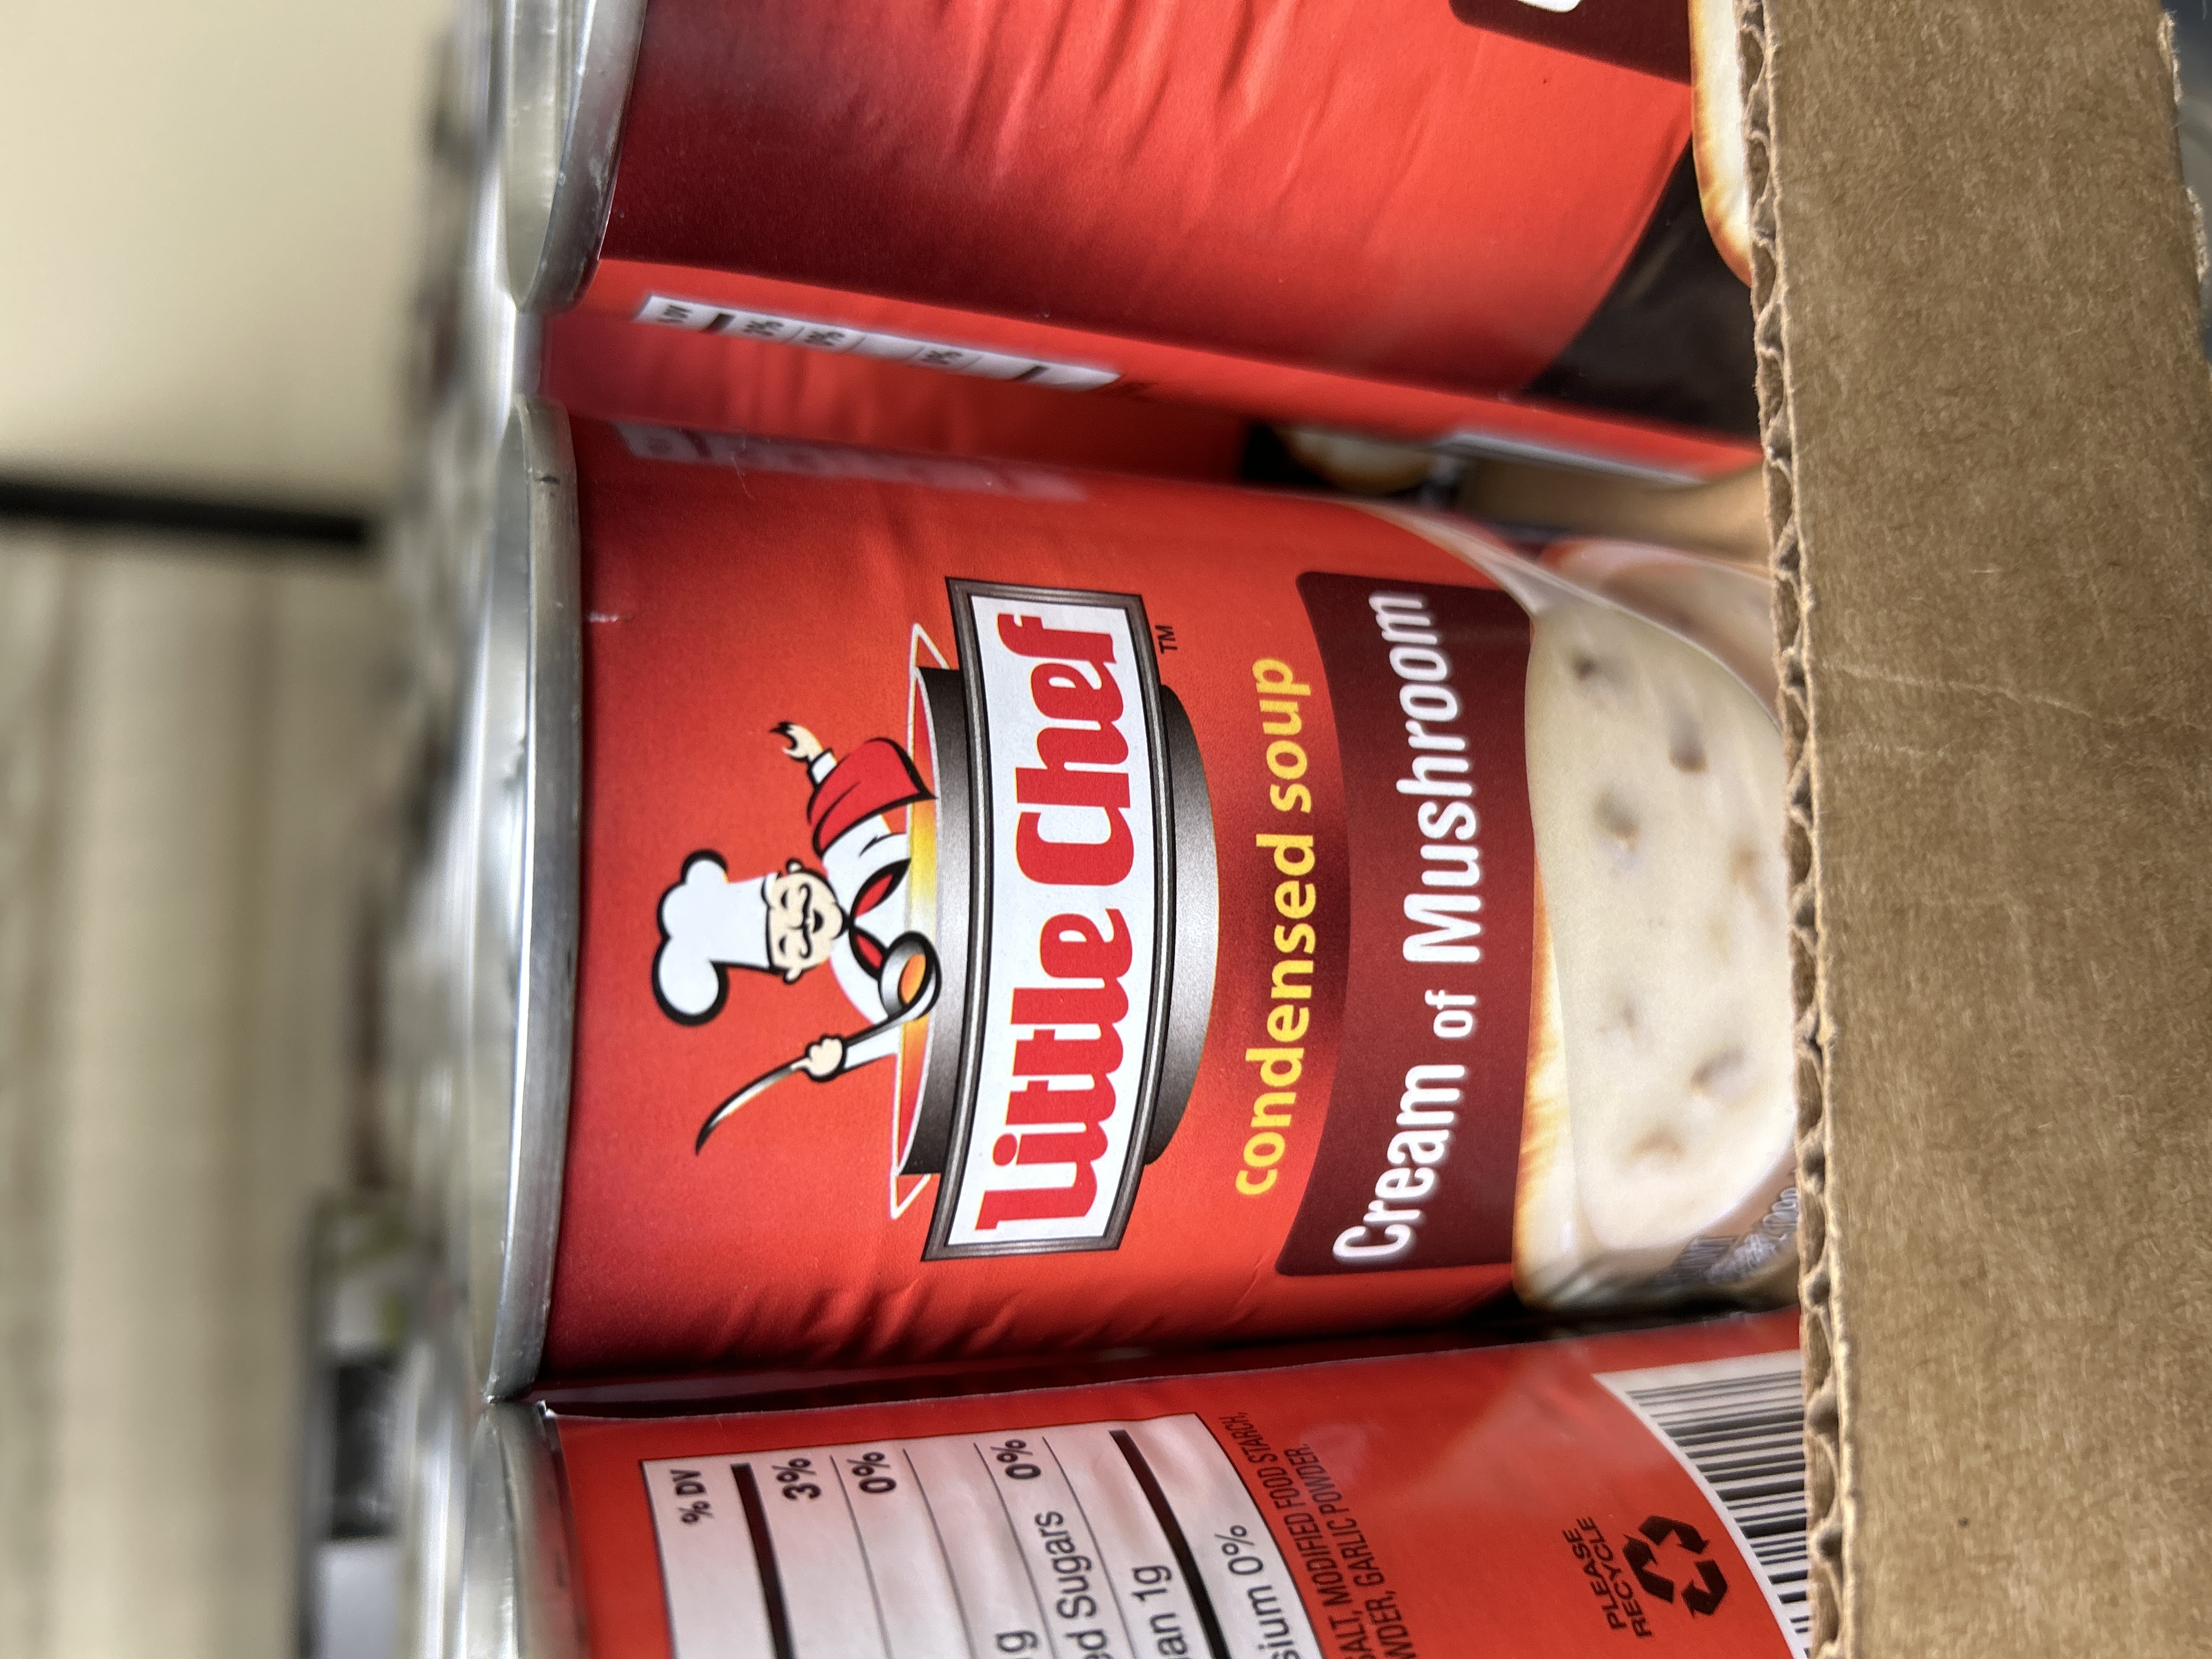 % DV
3%
0%
g
ed Sugars 0%
an 1g
sium 0%
SALT, MODIFIED FOOD STARCH,
WDER, GARLIC POWDER.
PLEASE
RECYCLE
Little Chef
TM
condensed soup
Cream of Mushroom